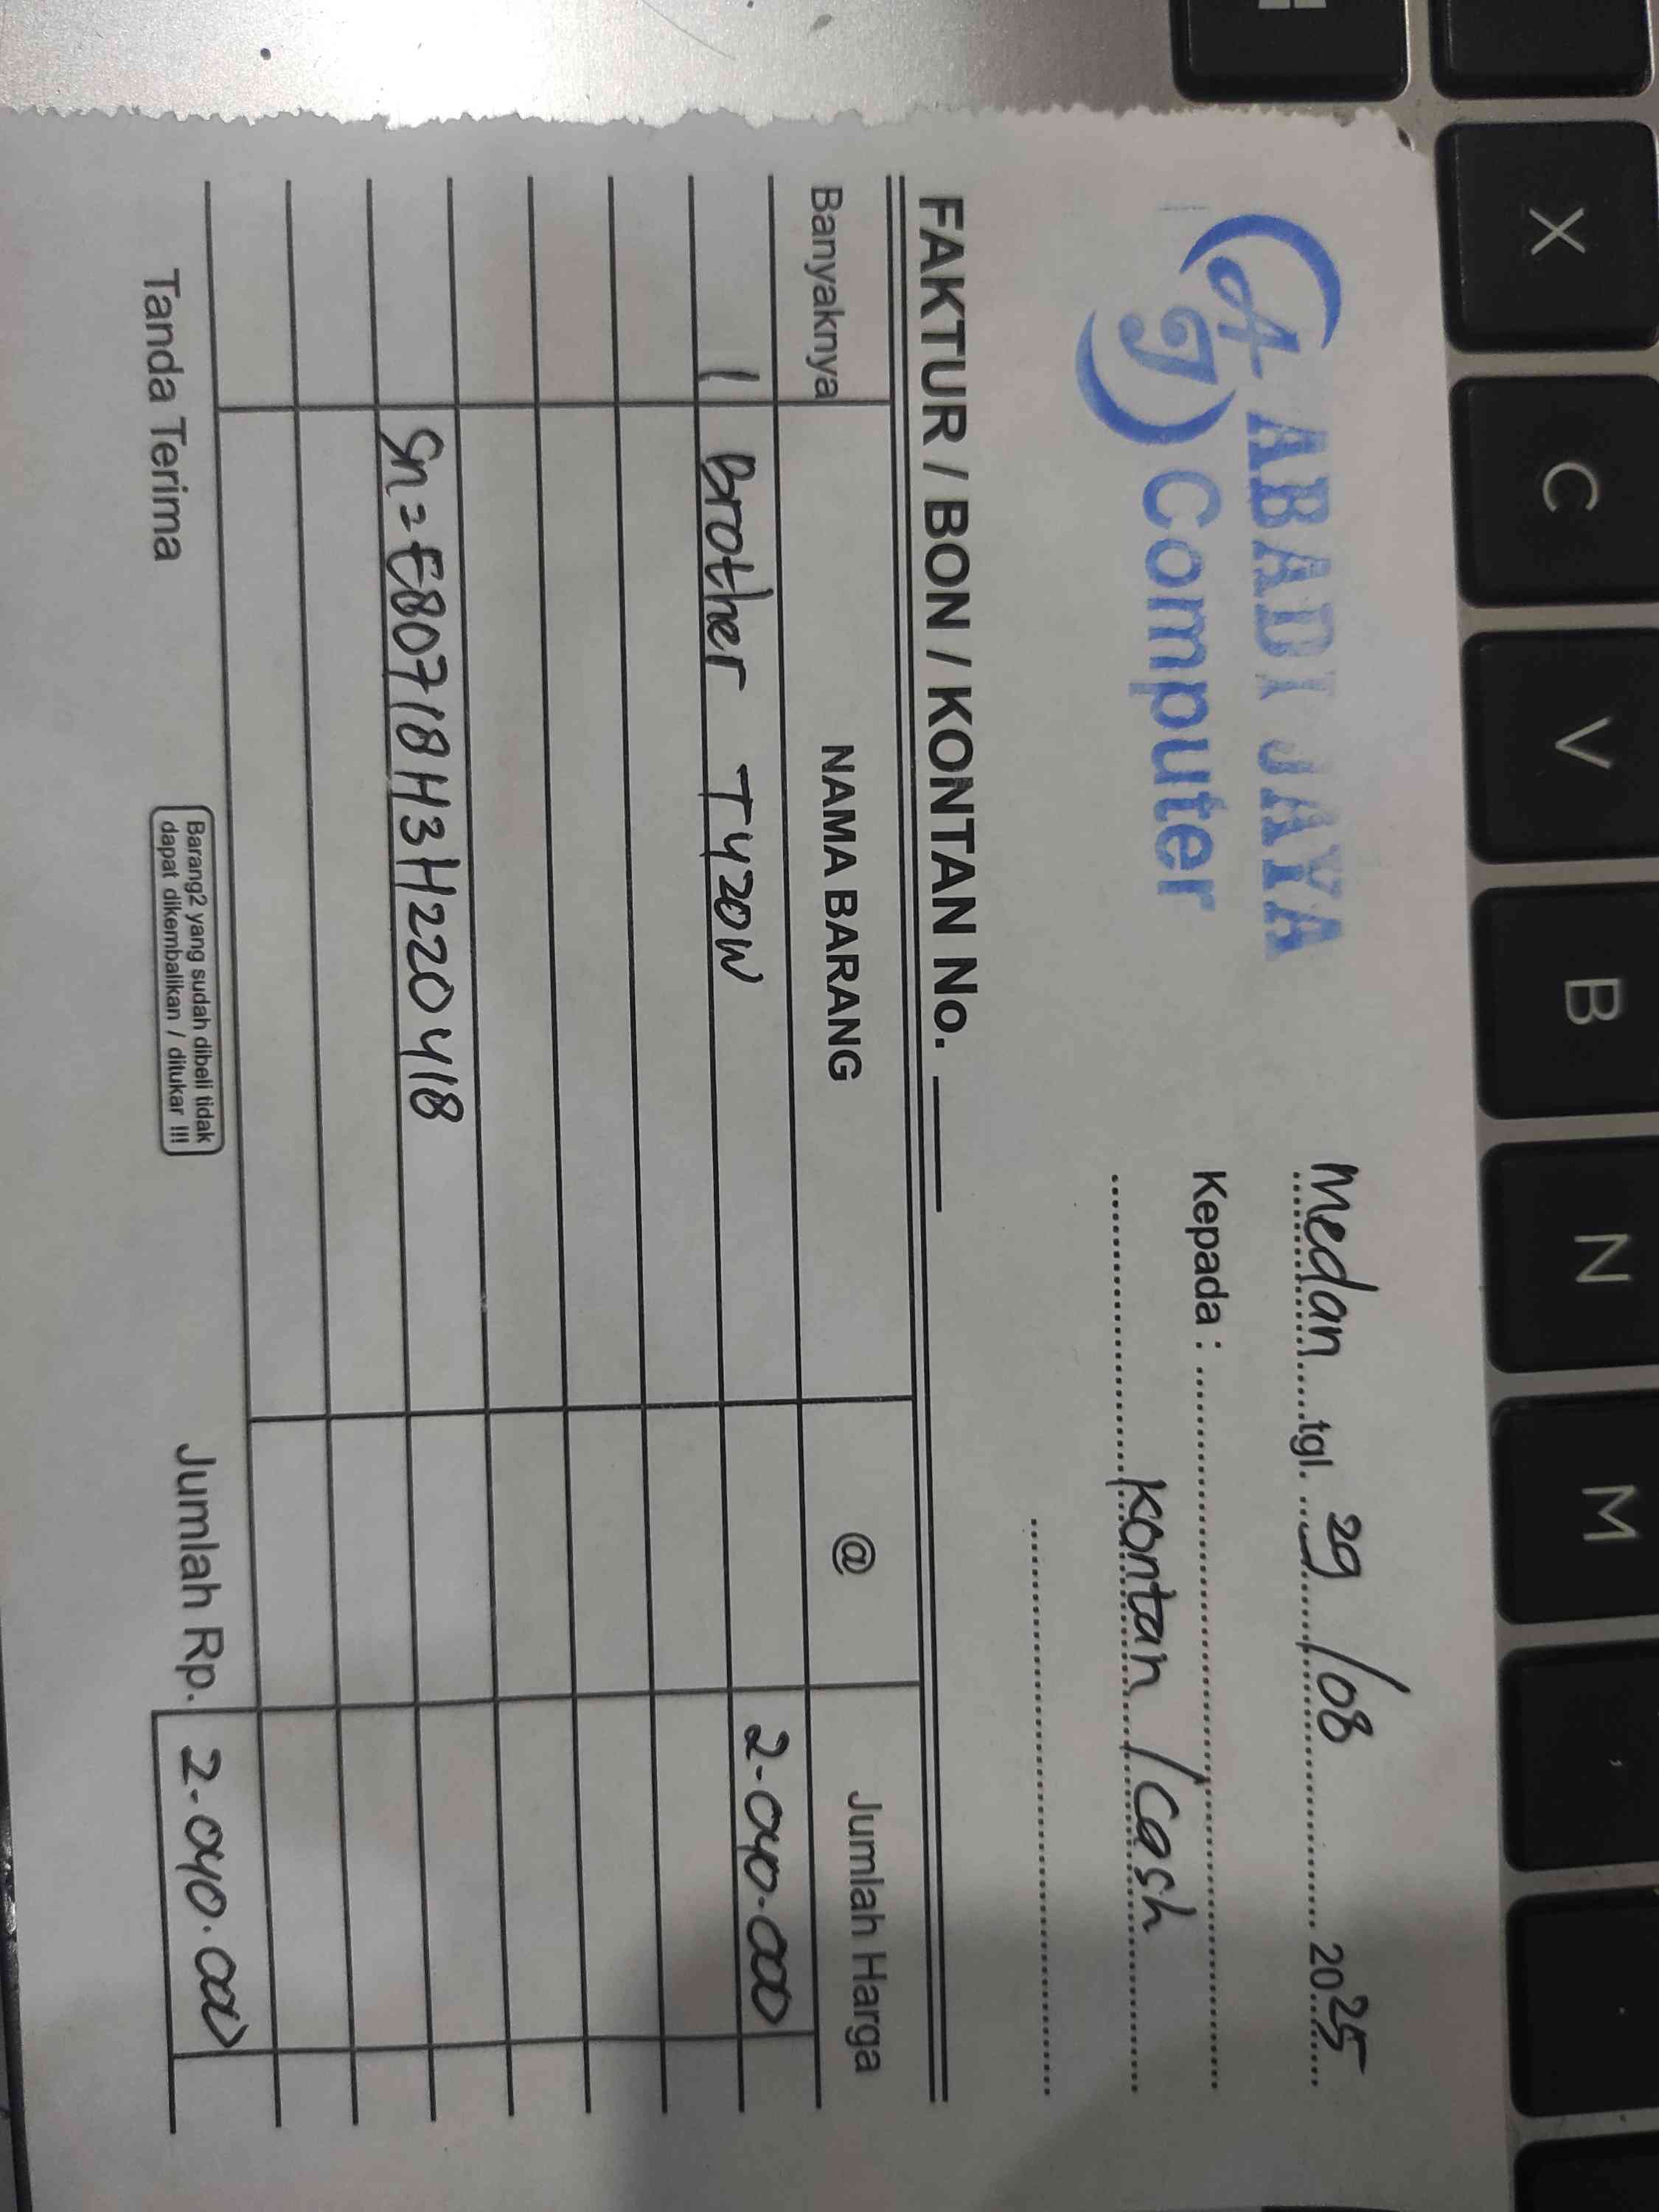 AJ ABADI JAYA
Computer
Medan tgl. 29/08 2025
Kepada :
Kontan / Cash
FAKTUR / BON / KONTAN No.
Banyaknya NAMA BARANG @ Jumlah Harga
1 Brother T420W 2.040.000
Sn = E80718H3H220418
Tanda Terima
Barang2 yang sudah dibeli tidak
dapat dikembalikan / ditukar !!!
Jumlah Rp. 2.040.000
X
C
V
B
N
M
,
.